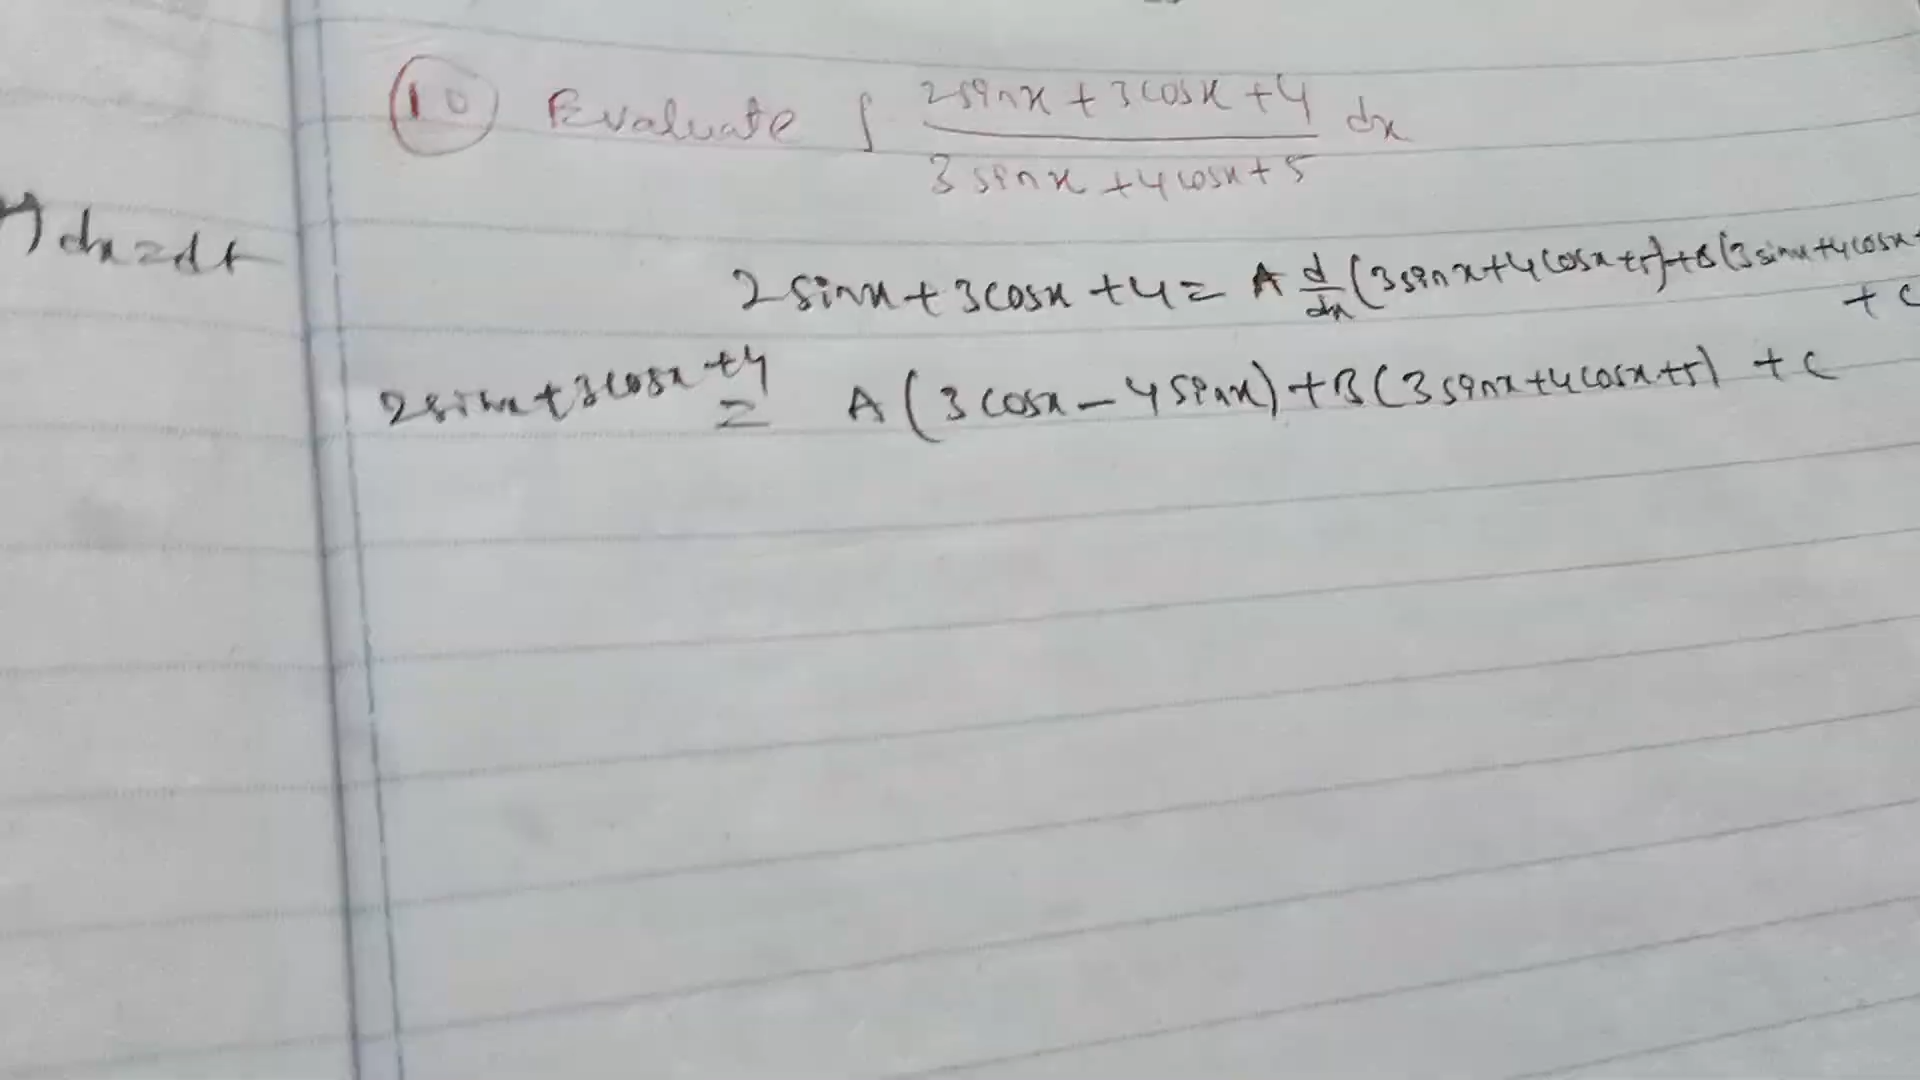 10 Evaluate ∫ (2sinx + 3cosx + 4)/(3sinx + 4cosx + 5) dx
dx = dt
2sinx + 3cosx + 4 = A d/dx (3sinx + 4cosx + 5) + B (3sinx + 4cosx +
+ C
2sinx + 3cosx + 4 = A (3cosx - 4sinx) + B (3sinx + 4cosx + 5) + C